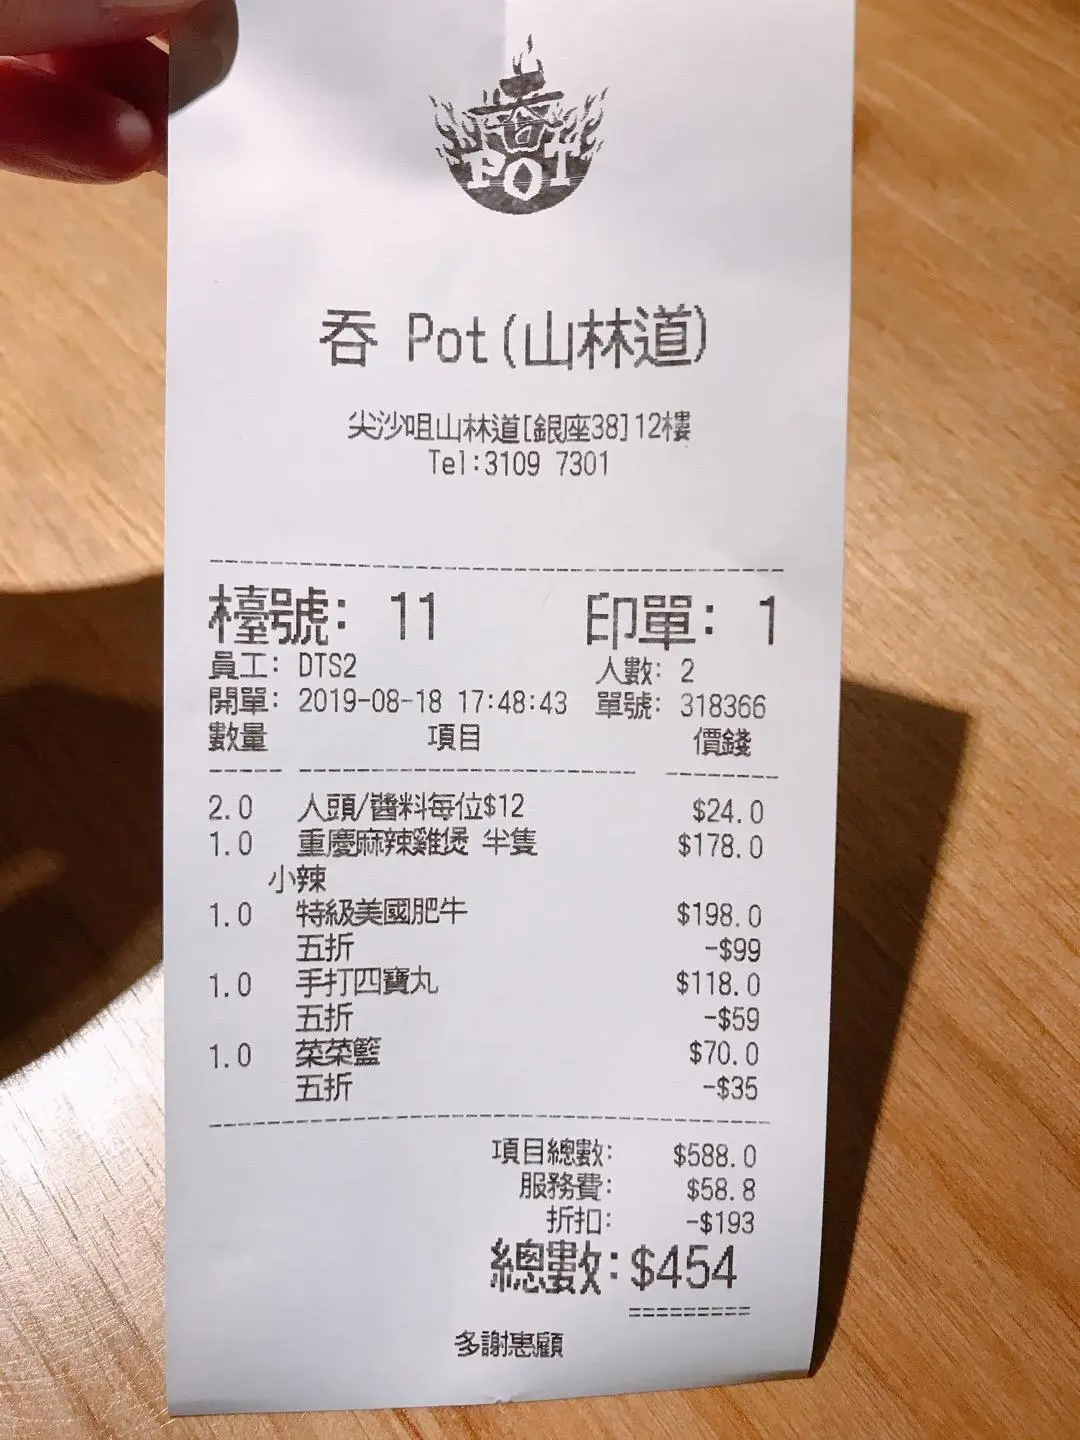 吞
POT
吞 Pot(山林道)
尖沙咀山林道[銀座38]12樓
Tel:3109 7301
檯號: 11 印單: 1
員工: DTS2 人數: 2
開單: 2019-08-18 17:48:43 單號: 318366
數量 項目 價錢
2.0 人頭/醬料每位$12 $24.0
1.0 重慶麻辣雞煲 半隻 $178.0
小辣
1.0 特級美國肥牛 $198.0
五折 -$99
1.0 手打四寶丸 $118.0
五折 -$59
1.0 菜菜籃 $70.0
五折 -$35
項目總數: $588.0
服務費: $58.8
折扣: -$193
總數: $454
=========
多謝惠顧